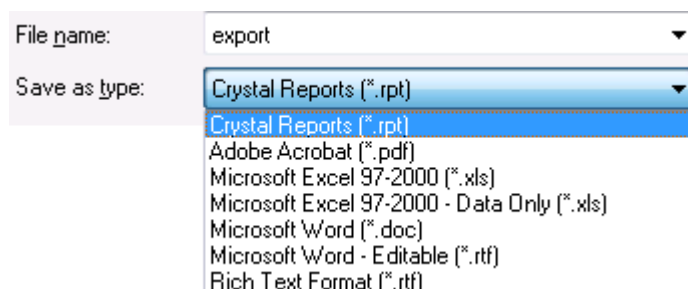 File name: export
Save as type: Crystal Reports (*.rpt)
Crystal Reports (*.rpt)
Adobe Acrobat (*.pdf)
Microsoft Excel 97-2000 (*.xls)
Microsoft Excel 97-2000 - Data Only (*.xls)
Microsoft Word (*.doc)
Microsoft Word - Editable (*.rtf)
Rich Text Format (*.rtf)